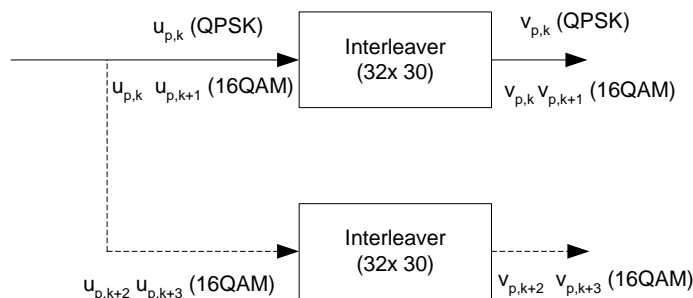 u_{p,k} (QPSK)
v_{p,k} (QPSK)
Interleaver
(32x 30)
u_{p,k} u_{p,k+1} (16QAM)
v_{p,k} v_{p,k+1} (16QAM)
Interleaver
(32x 30)
u_{p,k+2} u_{p,k+3} (16QAM)
v_{p,k+2} v_{p,k+3} (16QAM)